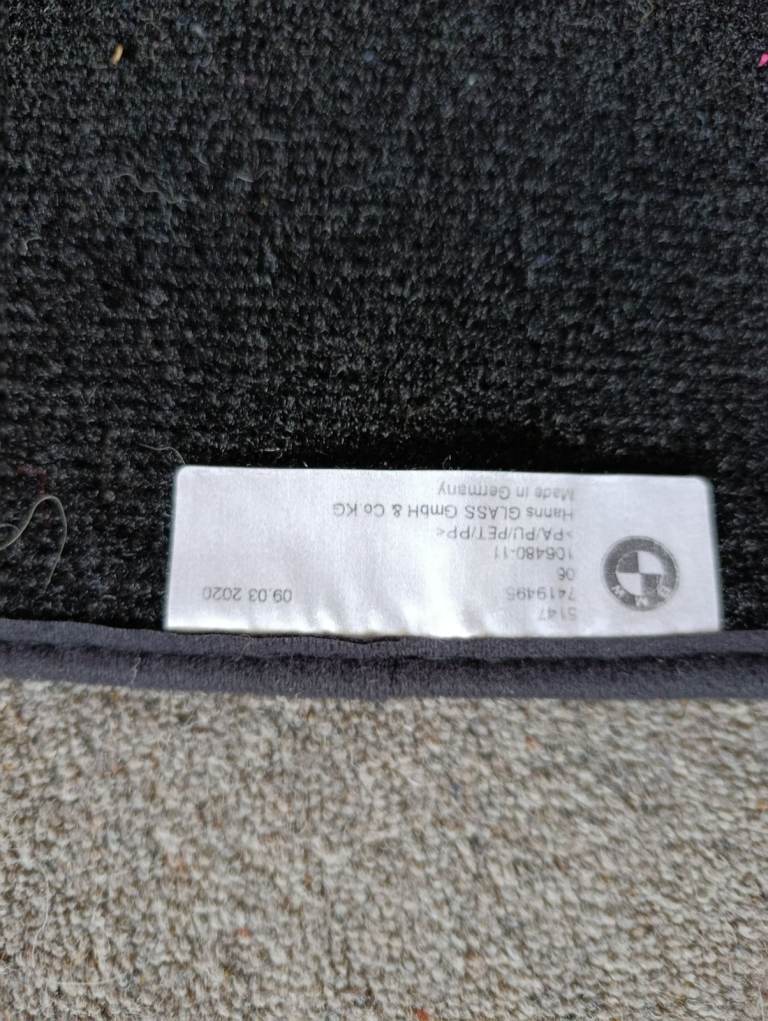 BMW
5147
7419495
06
09.03 2020
106480-11
>PA/PU/PET/PP<
Hanns GLASS GmbH & Co KG
Made in Germany